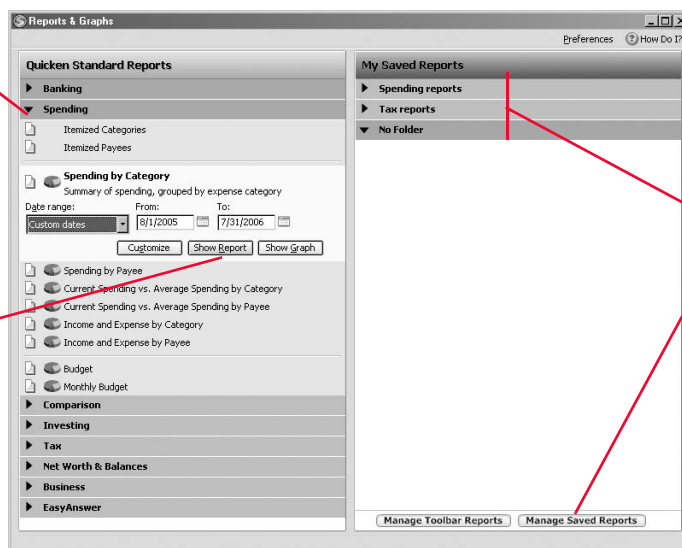 Reports & Graphs
Preferences ? How Do I?
Quicken Standard Reports
Banking
Spending
Itemized Categories
Itemized Payees
Spending by Category
Summary of spending, grouped by expense category
Date range: From: To:
Custom dates 8/1/2005 7/31/2006
Customize Show Report Show Graph
Spending by Payee
Current Spending vs. Average Spending by Category
Current Spending vs. Average Spending by Payee
Income and Expense by Category
Income and Expense by Payee
Budget
Monthly Budget
Comparison
Investing
Tax
Net Worth & Balances
Business
EasyAnswer
My Saved Reports
Spending reports
Tax reports
No Folder
Manage Toolbar Reports Manage Saved Reports